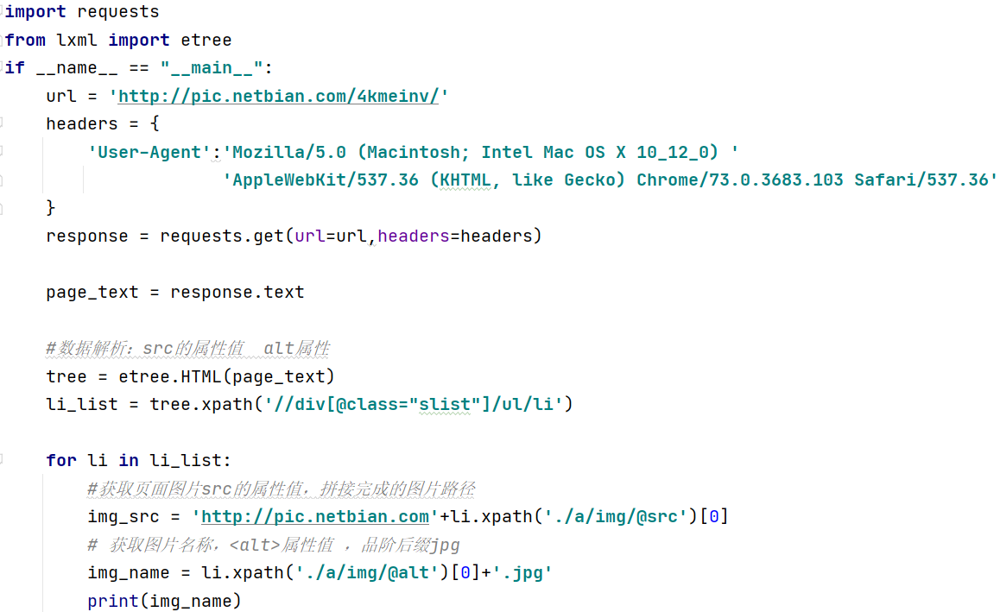 import requests
from lxml import etree
if __name__ == "__main__":
    url = 'http://pic.netbian.com/4kmeinv/'
    headers = {
        'User-Agent':'Mozilla/5.0 (Macintosh; Intel Mac OS X 10_12_0) '
                     'AppleWebKit/537.36 (KHTML, like Gecko) Chrome/73.0.3683.103 Safari/537.36'
    }
    response = requests.get(url=url,headers=headers)
    page_text = response.text
    #数据解析：src的属性值  alt属性
    tree = etree.HTML(page_text)
    li_list = tree.xpath('//div[@class="slist"]/ul/li')
    for li in li_list:
        #获取页面图片src的属性值，拼接完成的图片路径
        img_src = 'http://pic.netbian.com'+li.xpath('./a/img/@src')[0]
        # 获取图片名称，<alt>属性值 ，品阶后缀jpg
        img_name = li.xpath('./a/img/@alt')[0]+'.jpg'
        print(img_name)